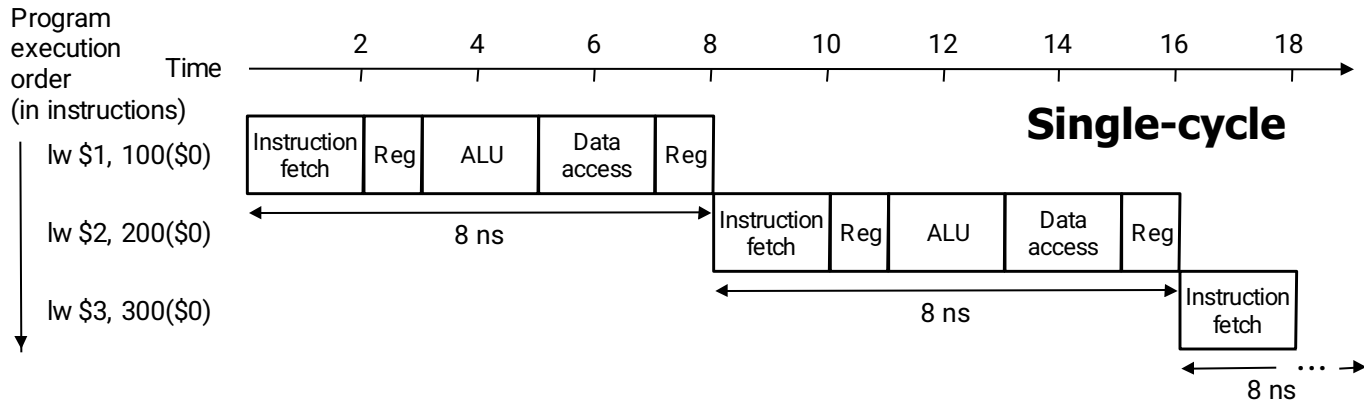 Program
execution
order
(in instructions)
Time
2 4 6 8 10 12 14 16 18
Single-cycle
lw $1, 100($0)
Instruction
fetch
Reg
ALU
Data
access
Reg
8 ns
lw $2, 200($0)
Instruction
fetch
Reg
ALU
Data
access
Reg
8 ns
lw $3, 300($0)
Instruction
fetch
...
8 ns